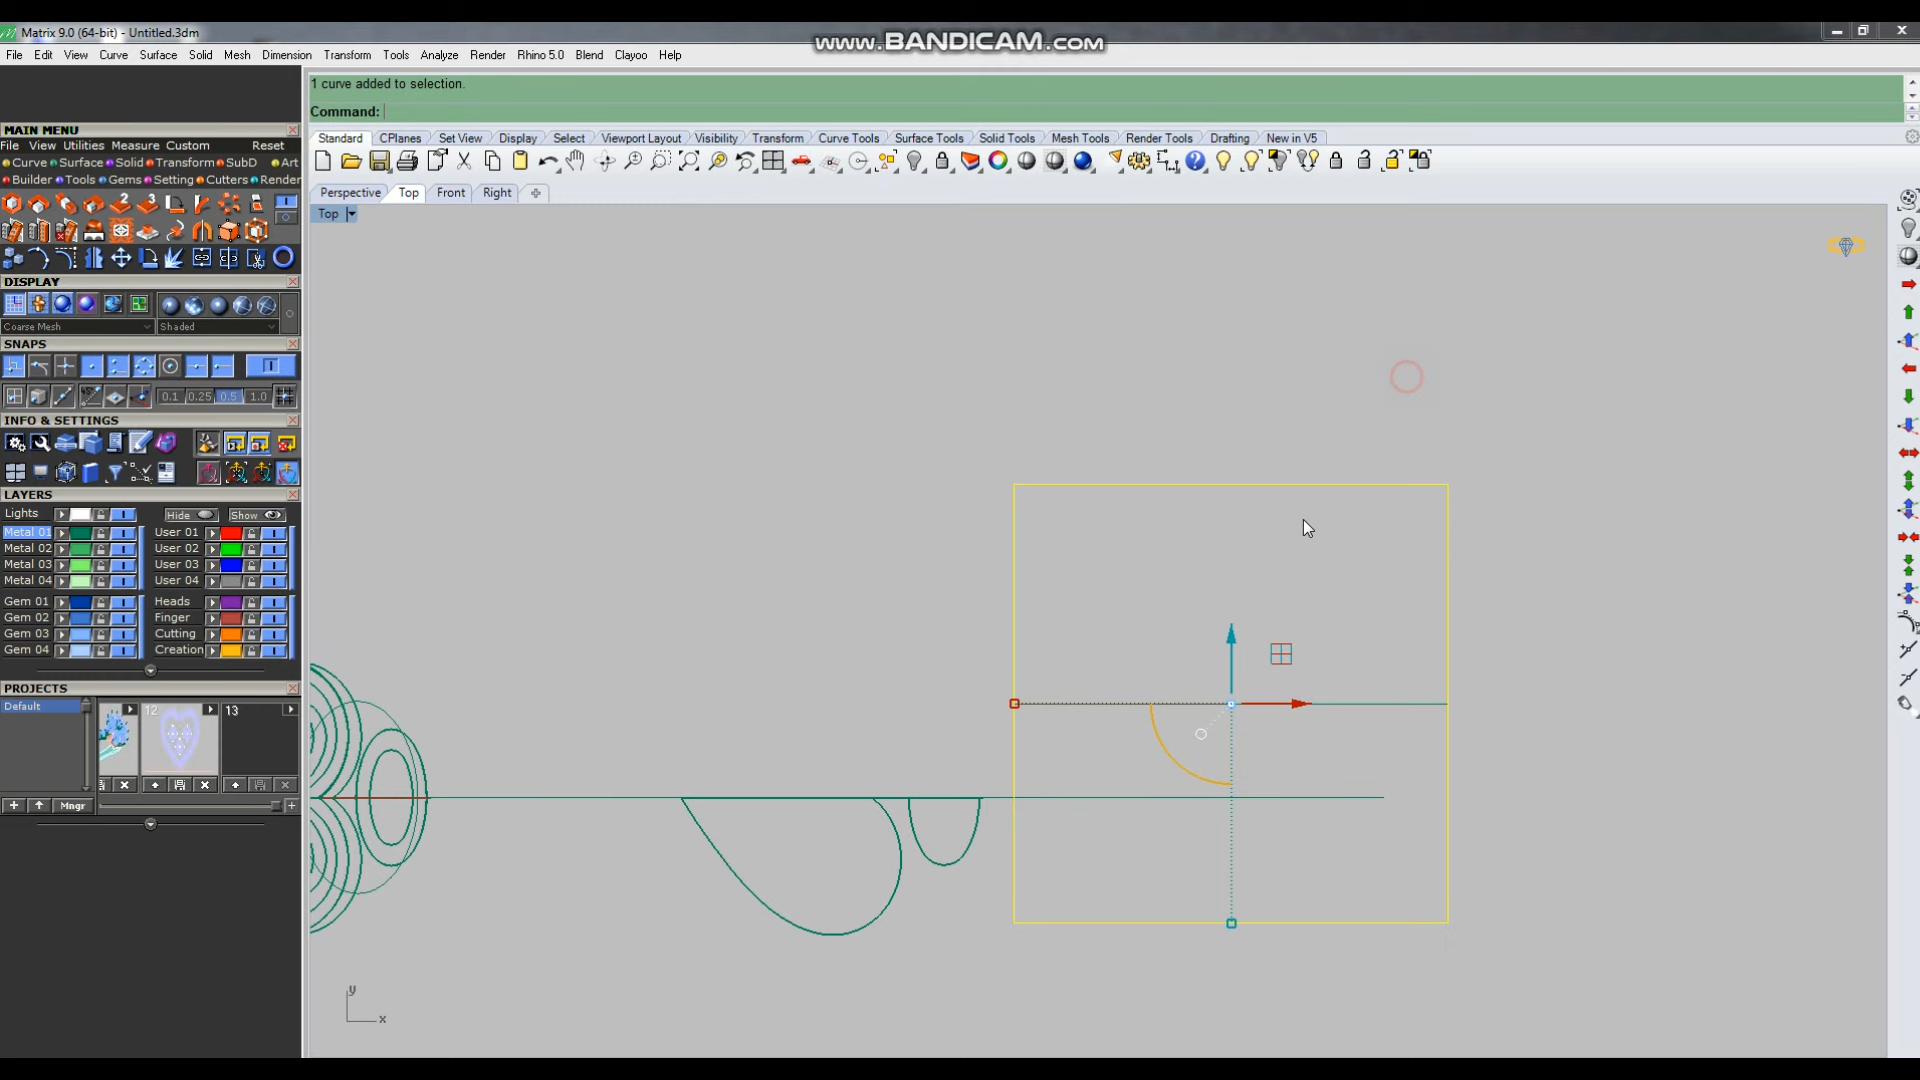 Matrix 9.0 (64-bit) - Untitled.3dm
www.BANDICAM.com
File Edit View Curve Surface Solid Mesh Dimension Transform Tools Analyze Render Rhino 5.0 Blend Clayoo Help
1 curve added to selection.
Command:
Standard CPlanes Set View Display Select Viewport Layout Visibility Transform Curve Tools Surface Tools Solid Tools Mesh Tools Render Tools Drafting New in V5
MAIN MENU
File View Utilities Measure Custom Reset
Curve Surface Solid Transform SubD Art
Builder Tools Gems Setting Cutters Render
2 3
Perspective Top Front Right
Top
DISPLAY
Coarse Mesh Shaded
SNAPS
0.1 0.25 0.5 1.0
INFO & SETTINGS
LAYERS
Lights Hide Show
Metal 01 User 01
Metal 02 User 02
Metal 03 User 03
Metal 04 User 04
Gem 01 Heads
Gem 02 Finger
Gem 03 Cutting
Gem 04 Creation
PROJECTS
Default 12 13
Mngr
y
x